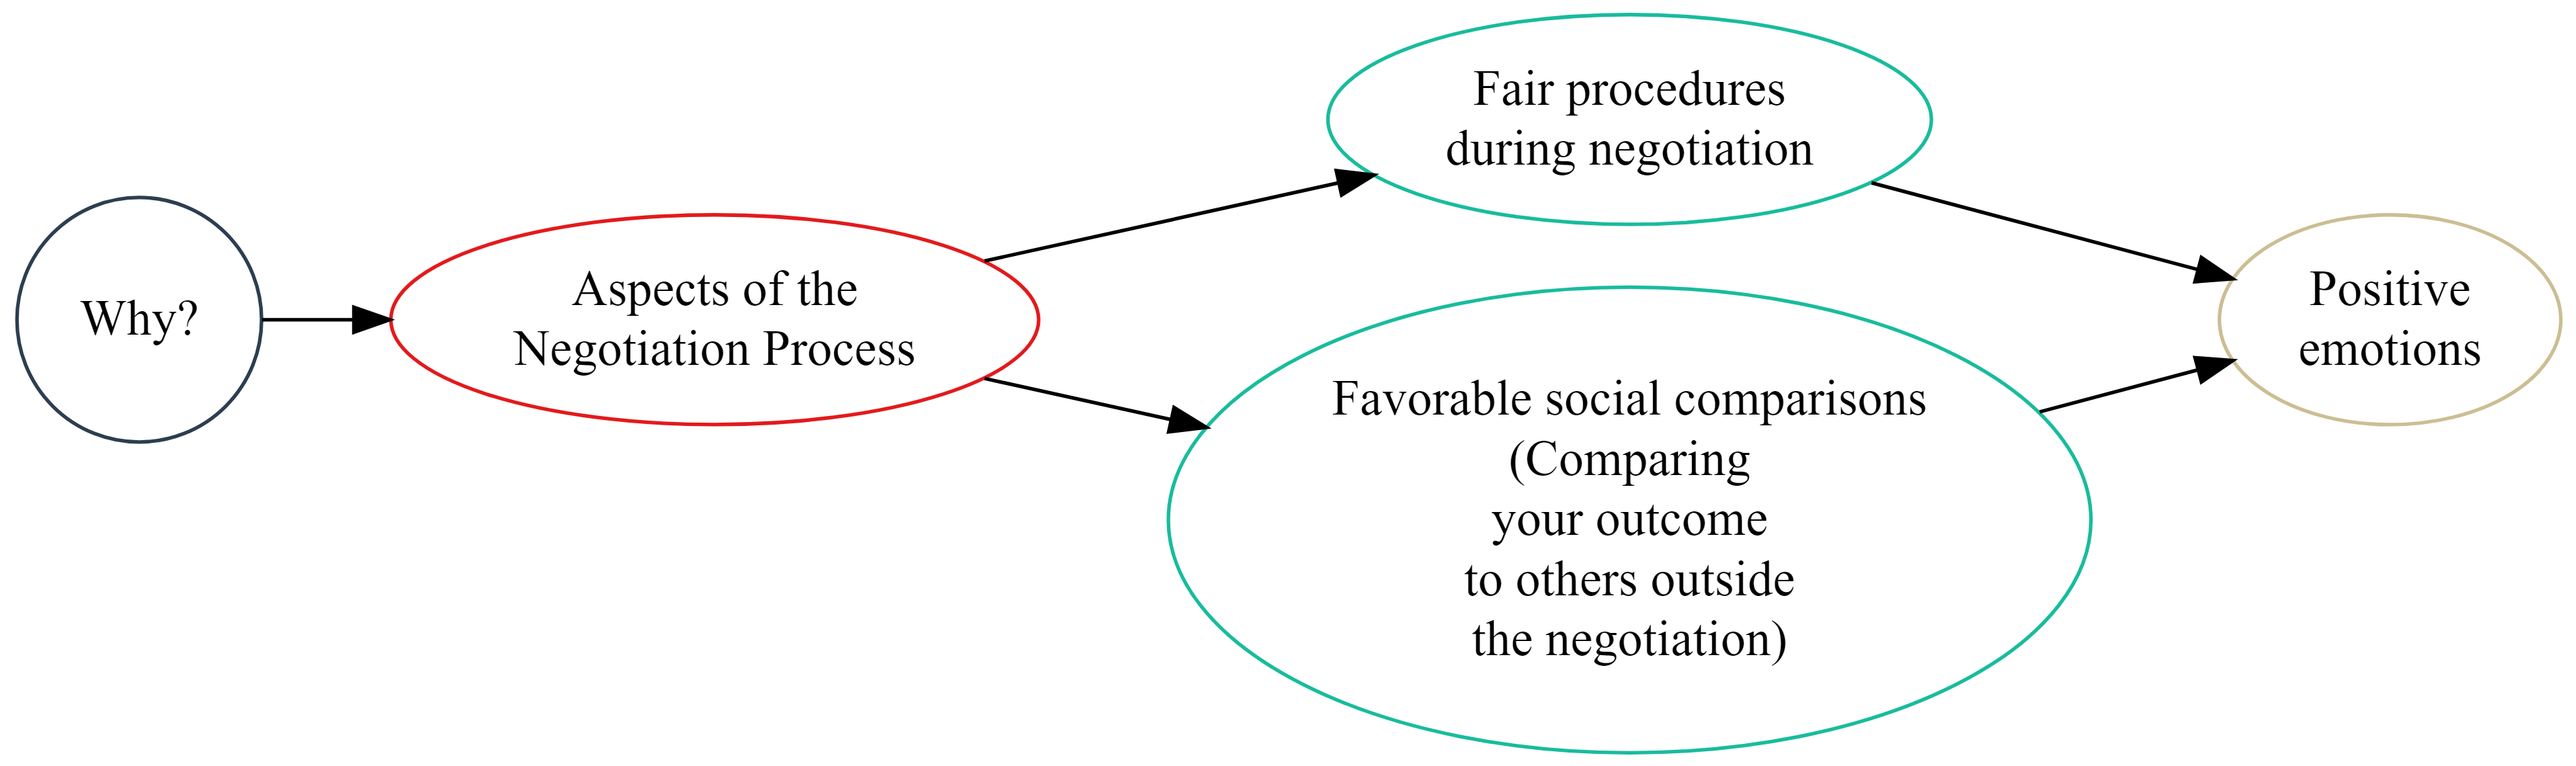 Why?
Aspects of the
Negotiation Process
Fair procedures
during negotiation
Favorable social comparisons
(Comparing
your outcome
to others outside
the negotiation)
Positive
emotions